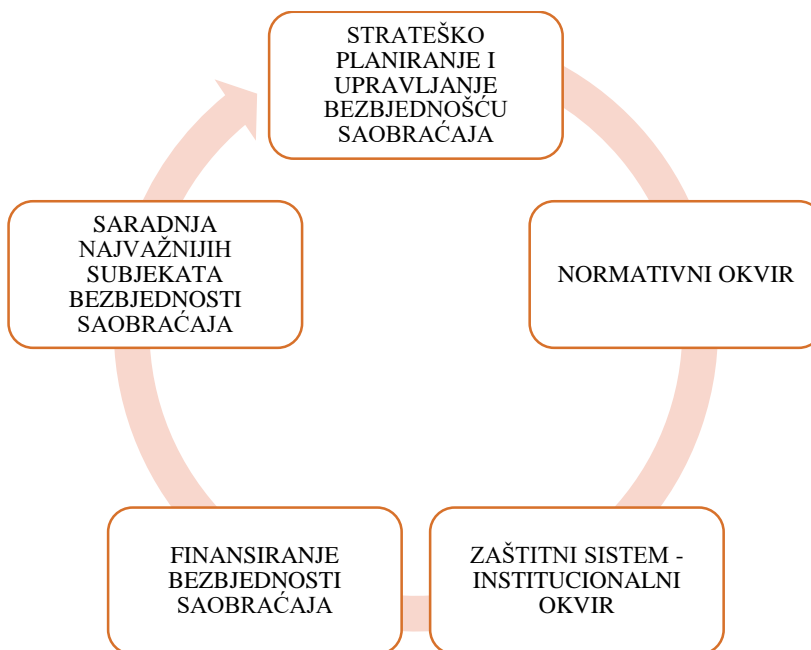 STRATEŠKO
PLANIRANJE I
UPRAVLJANJE
BEZBJEDNOŠĆU
SAOBRAĆAJA
NORMATIVNI OKVIR
ZAŠTITNI SISTEM -
INSTITUCIONALNI
OKVIR
FINANSIRANJE
BEZBJEDNOSTI
SAOBRAĆAJA
SARADNJA
NAJVAŽNIJIH
SUBJEKATA
BEZBJEDNOSTI
SAOBRAĆAJA